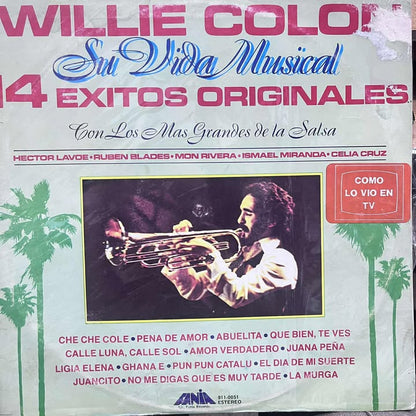 WILLIE COLON
Su Vida Musical
14 EXITOS ORIGINALES
Con Los Mas Grandes de la Salsa
HECTOR LAVOE • RUBEN BLADES • MON RIVERA • ISMAEL MIRANDA • CELIA CRUZ
COMO
LO VIO EN
TV
CHE CHE COLE • PENA DE AMOR • ABUELITA • QUE BIEN, TE VES
CALLE LUNA, CALLE SOL • AMOR VERDADERO • JUANA PEÑA
LIGIA ELENA • GHANA E • PUN PUN CATALU • EL DIA DE MI SUERTE
JUANCITO • NO ME DIGAS QUE ES MUY TARDE • LA MURGA
FANIA
011-0051
ESTEREO